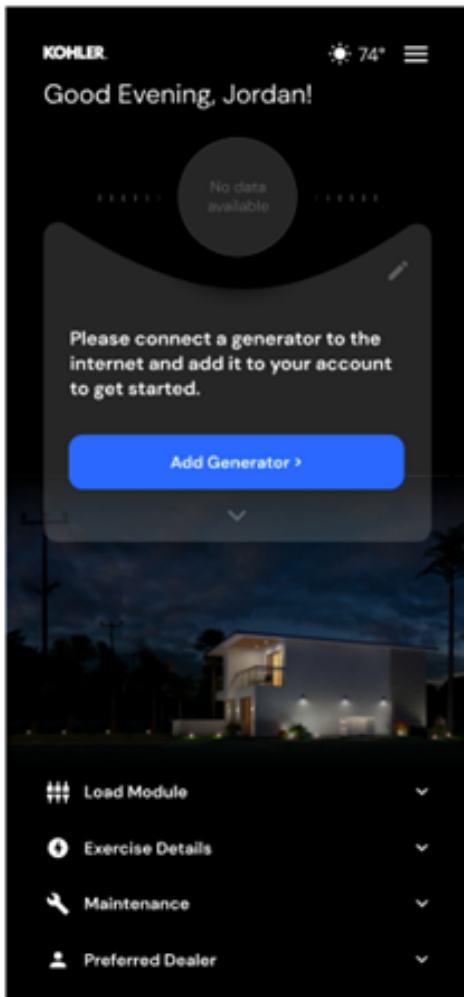 KOHLER.
74°
Good Evening, Jordan!
No data
available
Please connect a generator to the
internet and add it to your account
to get started.
Add Generator >
Load Module
Exercise Details
Maintenance
Preferred Dealer